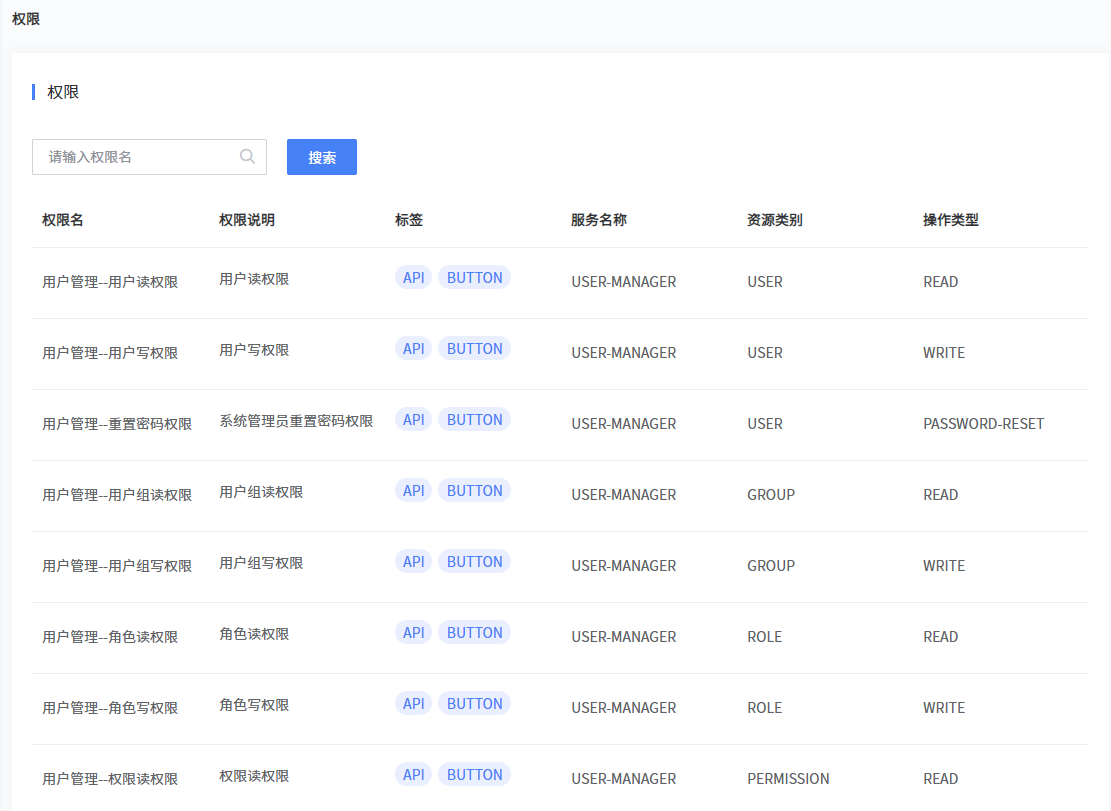 权限
权限
请输入权限名 搜索
权限名 权限说明 标签 服务名称 资源类别 操作类型
用户管理--用户读权限 用户读权限 API BUTTON USER-MANAGER USER READ
用户管理--用户写权限 用户写权限 API BUTTON USER-MANAGER USER WRITE
用户管理--重置密码权限 系统管理员重置密码权限 API BUTTON USER-MANAGER USER PASSWORD-RESET
用户管理--用户组读权限 用户组读权限 API BUTTON USER-MANAGER GROUP READ
用户管理--用户组写权限 用户组写权限 API BUTTON USER-MANAGER GROUP WRITE
用户管理--角色读权限 角色读权限 API BUTTON USER-MANAGER ROLE READ
用户管理--角色写权限 角色写权限 API BUTTON USER-MANAGER ROLE WRITE
用户管理--权限读权限 权限读权限 API BUTTON USER-MANAGER PERMISSION READ